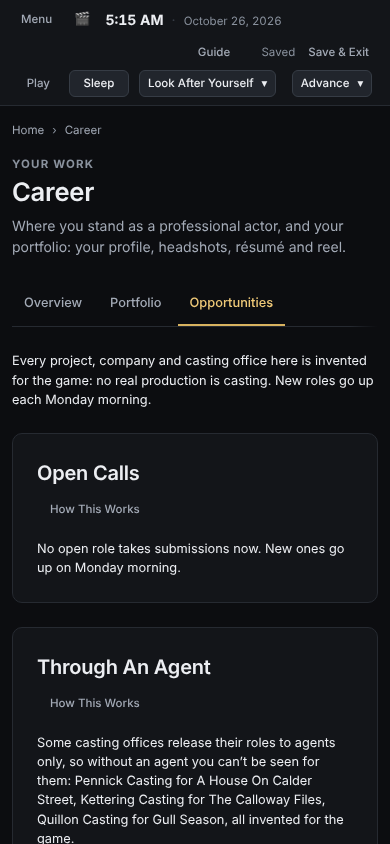 Menu 🎬 5:15 AM · October 26, 2026
Guide Saved Save & Exit
Play Sleep Look After Yourself ▾ Advance ▾
Home › Career
YOUR WORK
Career
Where you stand as a professional actor, and your
portfolio: your profile, headshots, résumé and reel.
Overview Portfolio Opportunities
Every project, company and casting office here is invented
for the game: no real production is casting. New roles go up
each Monday morning.
Open Calls
How This Works
No open role takes submissions now. New ones go
up on Monday morning.
Through An Agent
How This Works
Some casting offices release their roles to agents
only, so without an agent you can’t be seen for
them: Pennick Casting for A House On Calder
Street, Kettering Casting for The Calloway Files,
Quillon Casting for Gull Season, all invented for the
game.